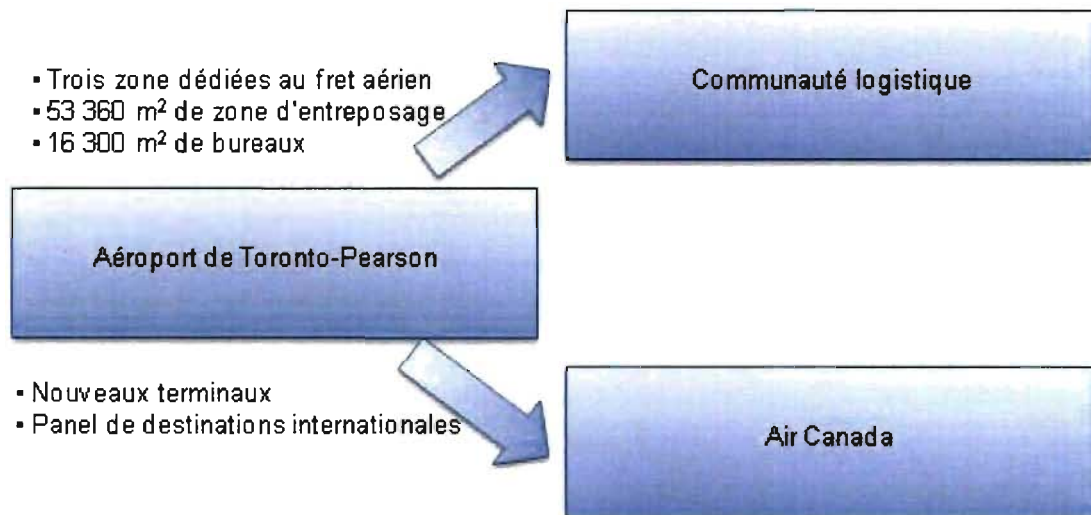 ▪ Trois zone dédiées au fret aérien
▪ 53 360 m² de zone d'entreposage
▪ 16 300 m² de bureaux
Communauté logistique
Aéroport de Toronto-Pearson
▪ Nouveaux terminaux
▪ Panel de destinations internationales
Air Canada